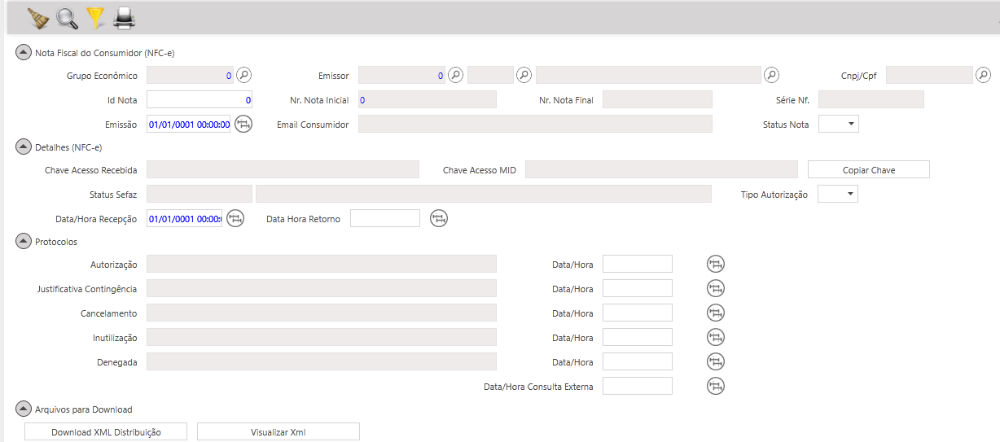 Nota Fiscal do Consumidor (NFC-e)
Grupo Econômico 0 Emissor 0 Cnpj/Cpf
Id Nota 0 Nr. Nota Inicial 0 Nr. Nota Final Série Nf.
Emissão 01/01/0001 00:00:00 Email Consumidor Status Nota
Detalhes (NFC-e)
Chave Acesso Recebida Chave Acesso MID Copiar Chave
Status Sefaz Tipo Autorização
Data/Hora Recepção 01/01/0001 00:00: Data Hora Retorno
Protocolos
Autorização Data/Hora
Justificativa Contingência Data/Hora
Cancelamento Data/Hora
Inutilização Data/Hora
Denegada Data/Hora
Data/Hora Consulta Externa
Arquivos para Download
Download XML Distribuição Visualizar Xml